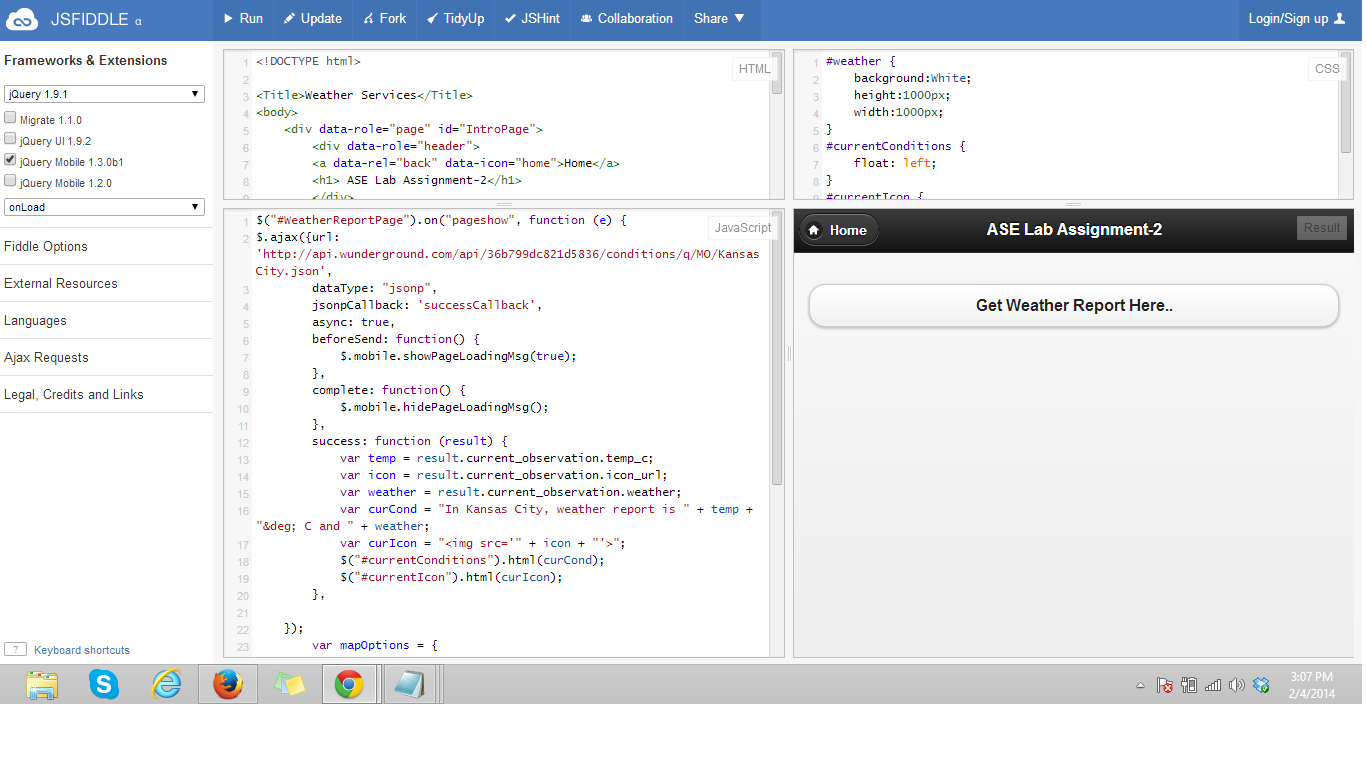 JSFIDDLE α
Run Update Fork TidyUp JSHint Collaboration Share ▼ Login/Sign up
Frameworks & Extensions
jQuery 1.9.1
Migrate 1.1.0
jQuery UI 1.9.2
jQuery Mobile 1.3.0b1
jQuery Mobile 1.2.0
onLoad
Fiddle Options
External Resources
Languages
Ajax Requests
Legal, Credits and Links
? Keyboard shortcuts
HTML
1 <!DOCTYPE html>
2
3 <Title>Weather Services</Title>
4 <body>
5 <div data-role="page" id="IntroPage">
6 <div data-role="header">
7 <a data-rel="back" data-icon="home">Home</a>
8 <h1> ASE Lab Assignment-2</h1>
9 </div>
CSS
1 #weather {
2 background:White;
3 height:1000px;
4 width:1000px;
5 }
6 #currentConditions {
7 float: left;
8 }
9 #currentIcon {
JavaScript
1 $("#WeatherReportPage").on("pageshow", function (e) {
2 $.ajax({url:
'http://api.wunderground.com/api/36b799dc821d5836/conditions/q/MO/Kansas
City.json',
3 dataType: "jsonp",
4 jsonpCallback: 'successCallback',
5 async: true,
6 beforeSend: function() {
7 $.mobile.showPageLoadingMsg(true);
8 },
9 complete: function() {
10 $.mobile.hidePageLoadingMsg();
11 },
12 success: function (result) {
13 var temp = result.current_observation.temp_c;
14 var icon = result.current_observation.icon_url;
15 var weather = result.current_observation.weather;
16 var curCond = "In Kansas City, weather report is " + temp +
"&deg; C and " + weather;
17 var curIcon = "<img src='" + icon + "'>";
18 $("#currentConditions").html(curCond);
19 $("#currentIcon").html(curIcon);
20 },
21
22 });
23 var mapOptions = {
Home ASE Lab Assignment-2 Result
Get Weather Report Here..
3:07 PM
2/4/2014